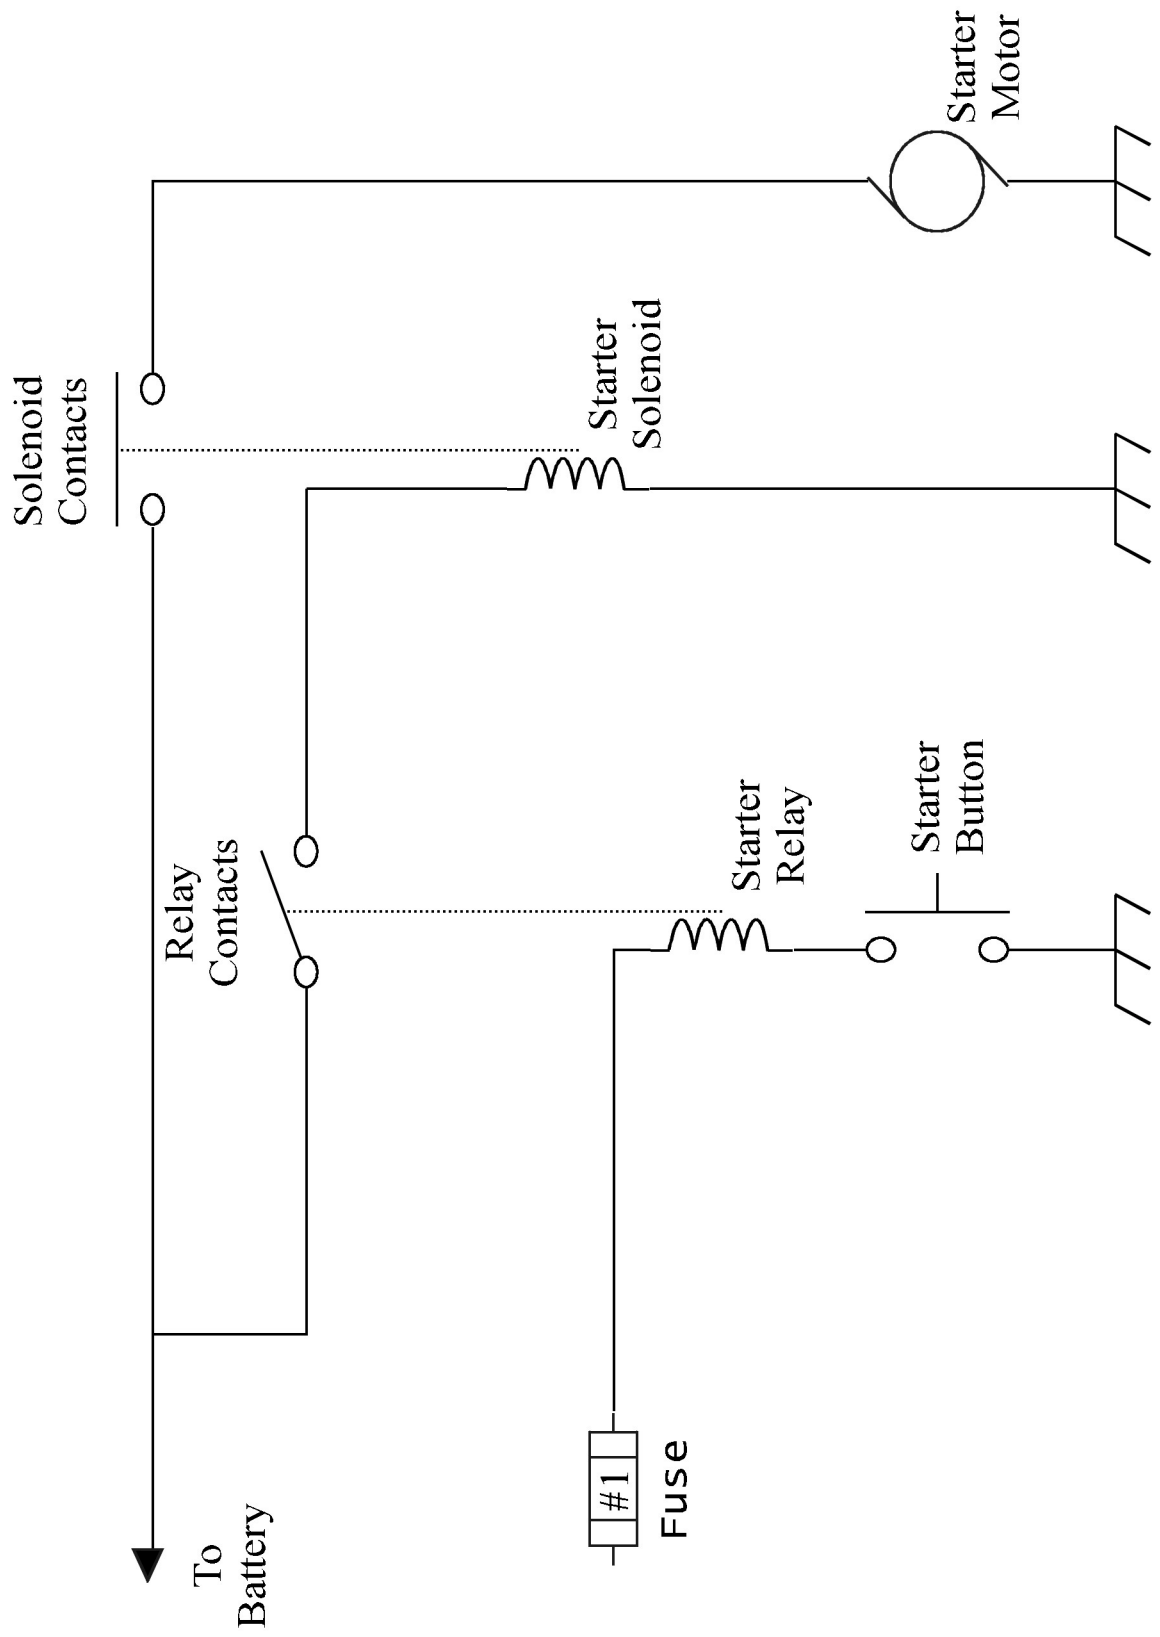 To
Battery
Fuse
#1
Relay
Contacts
Starter
Relay
Starter
Button
Solenoid
Contacts
Starter
Solenoid
Starter
Motor